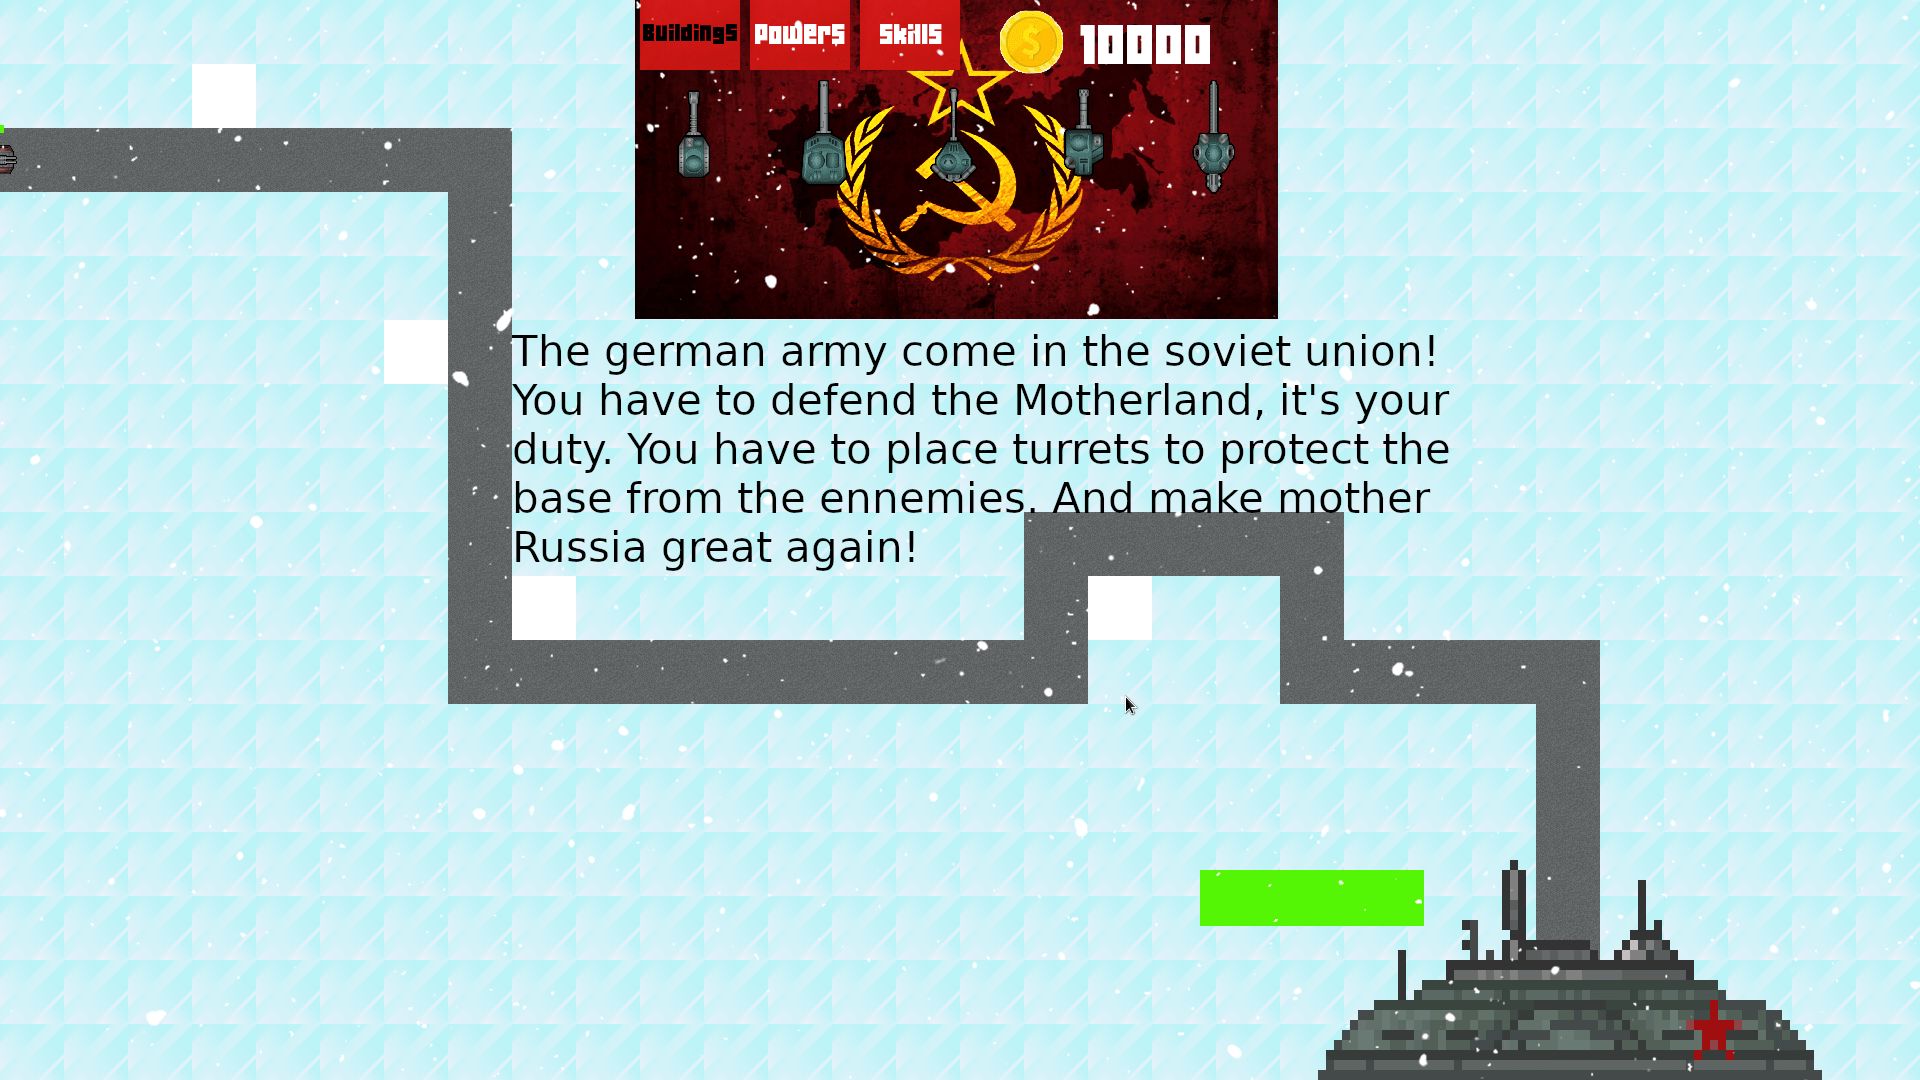 Buildings Powers Skills $ 10000
The german army come in the soviet union!
You have to defend the Motherland, it's your
duty. You have to place turrets to protect the
base from the ennemies. And make mother
Russia great again!